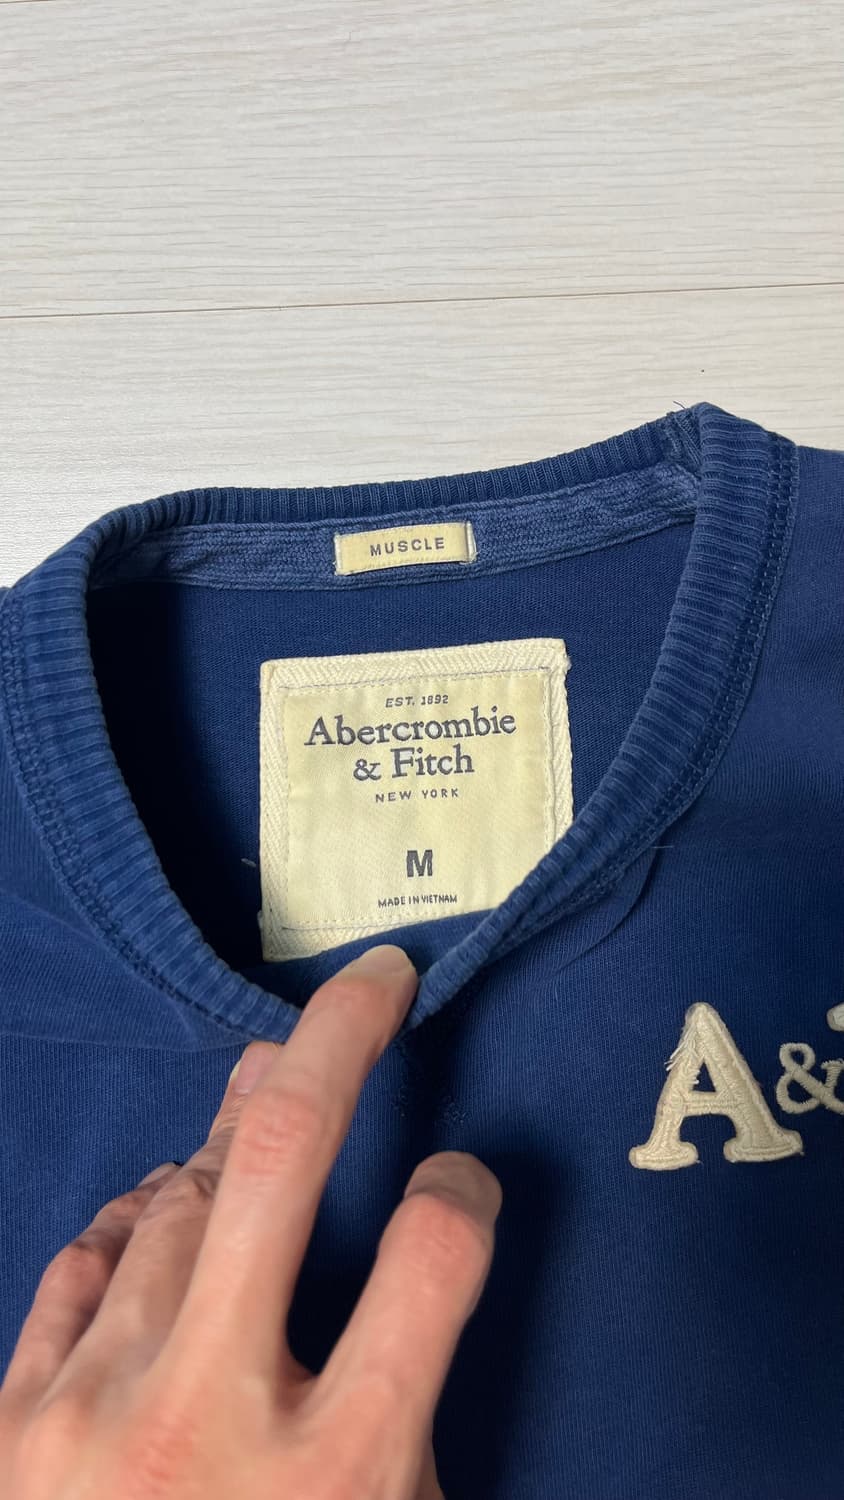 MUSCLE
EST. 1892
Abercrombie
& Fitch
NEW YORK
M
MADE IN VIETNAM
A&